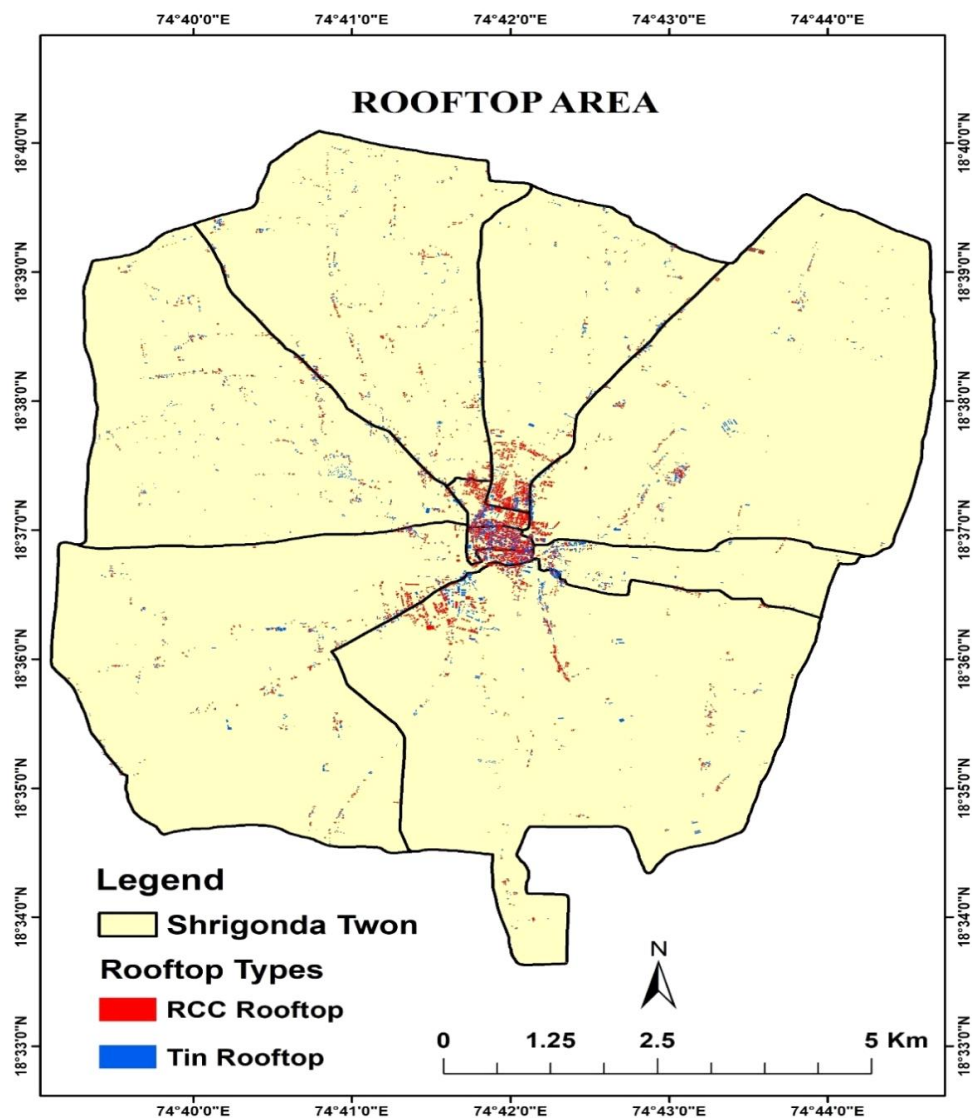 74°40'0"E 74°41'0"E 74°42'0"E 74°43'0"E 74°44'0"E
ROOFTOP AREA
18°40'0"N 18°40'0"N
18°39'0"N 18°39'0"N
18°38'0"N 18°38'0"N
18°37'0"N 18°37'0"N
18°36'0"N 18°36'0"N
18°35'0"N 18°35'0"N
18°34'0"N 18°34'0"N
18°33'0"N 18°33'0"N
Legend
Shrigonda Twon
Rooftop Types
RCC Rooftop
Tin Rooftop
N
0 1.25 2.5 5 Km
74°40'0"E 74°41'0"E 74°42'0"E 74°43'0"E 74°44'0"E